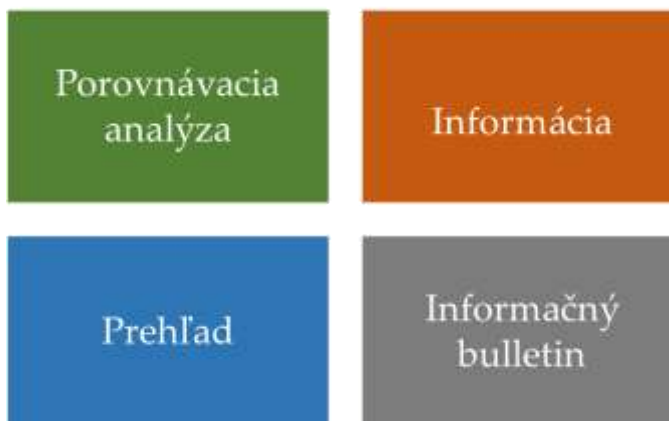 Porovnávacia
analýza
Informácia
Prehľad
Informačný
bulletin